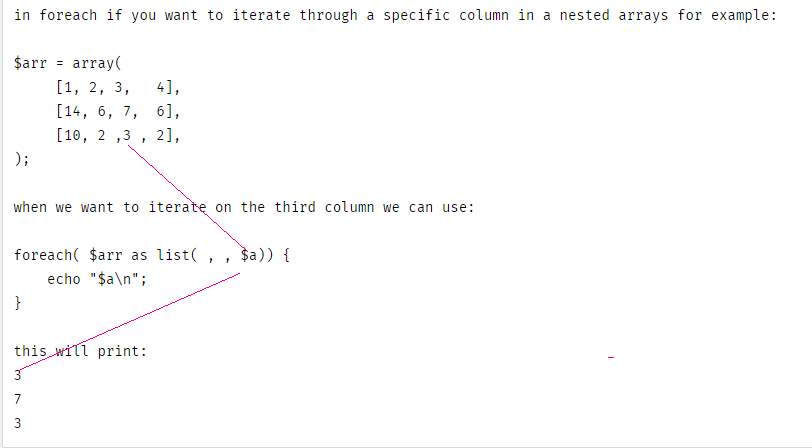 in foreach if you want to iterate through a specific column in a nested arrays for example:
$arr = array(
[1, 2, 3,   4],
[14, 6, 7,  6],
[10, 2 ,3 , 2],
);
when we want to iterate on the third column we can use:
foreach( $arr as list( , , $a)) {
echo "$a\n";
}
this will print:
3
7
3